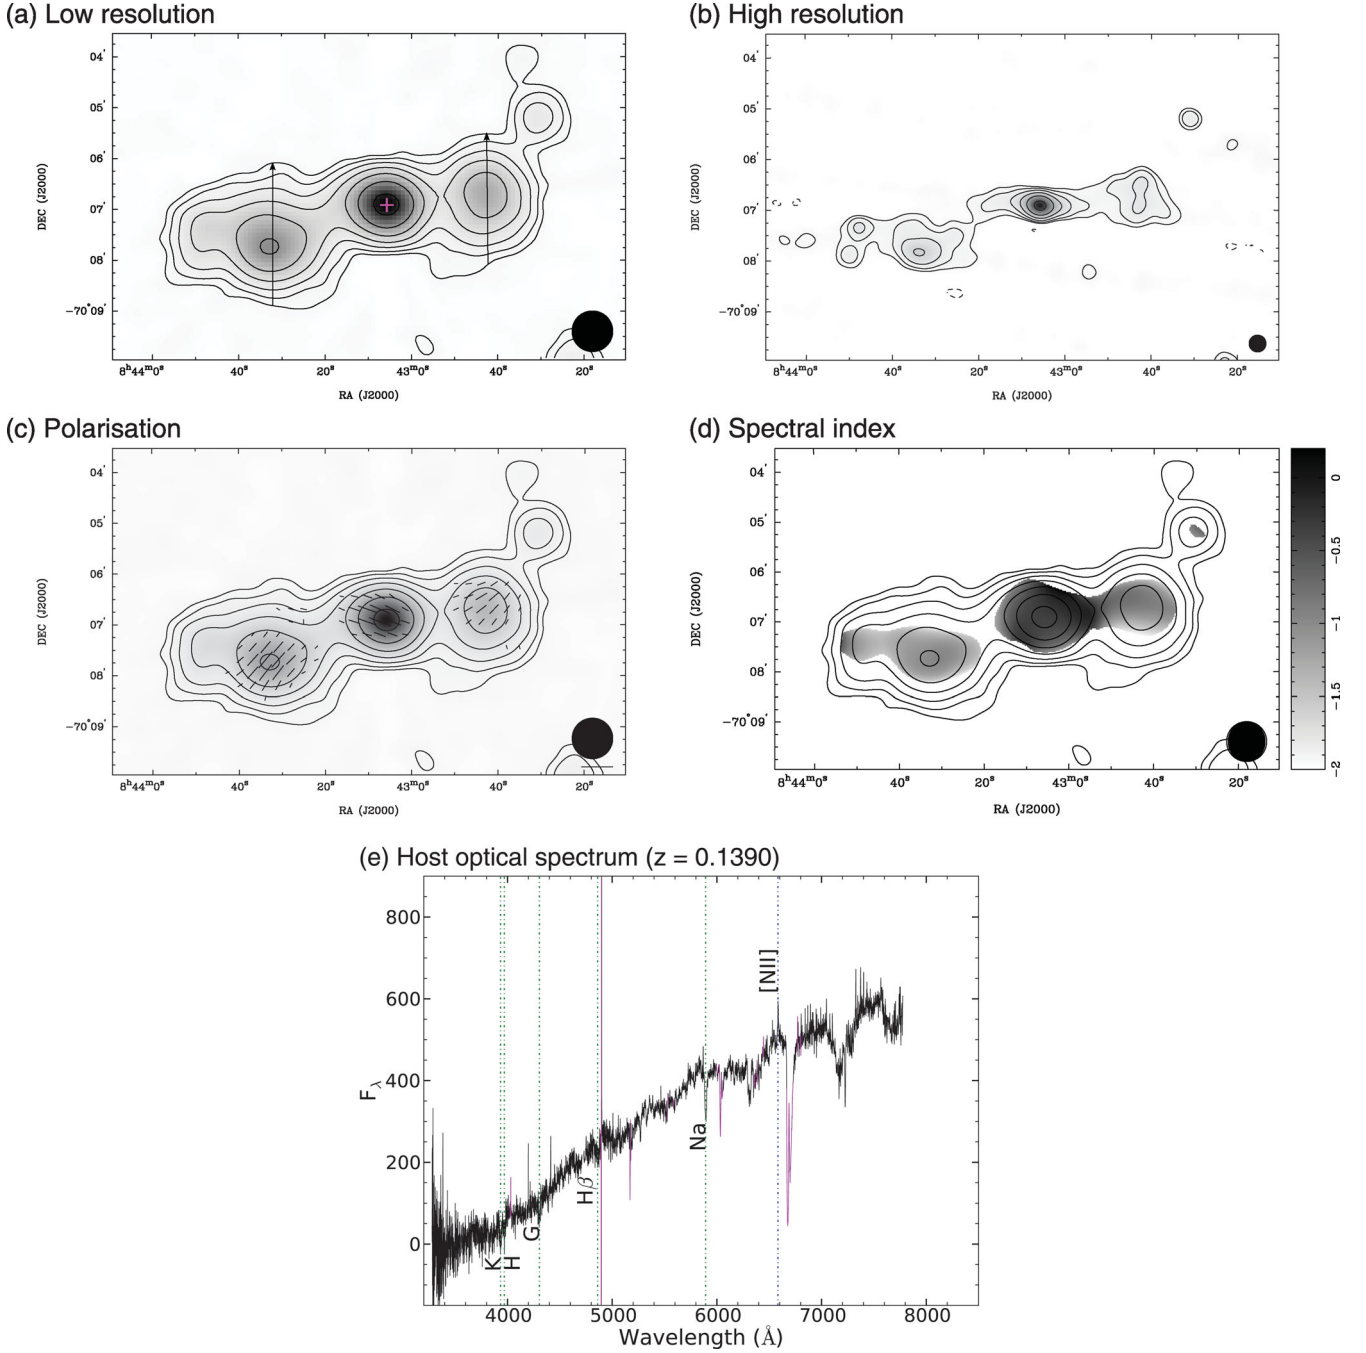 (a) Low resolution
04′
05′
06′
07′
08′
−70°09′
DEC (J2000)
8ʰ44ᵐ0ˢ 40ˢ 20ˢ 43ᵐ0ˢ 40ˢ 20ˢ
RA (J2000)
(b) High resolution
04′
05′
06′
07′
08′
−70°09′
DEC (J2000)
8ʰ44ᵐ0ˢ 40ˢ 20ˢ 43ᵐ0ˢ 40ˢ 20ˢ
RA (J2000)
(c) Polarisation
04′
05′
06′
07′
08′
−70°09′
DEC (J2000)
8ʰ44ᵐ0ˢ 40ˢ 20ˢ 43ᵐ0ˢ 40ˢ 20ˢ
RA (J2000)
(d) Spectral index
04′
05′
06′
07′
08′
−70°09′
DEC (J2000)
8ʰ44ᵐ0ˢ 40ˢ 20ˢ 43ᵐ0ˢ 40ˢ 20ˢ
RA (J2000)
0
−0.5
−1
−1.5
−2
(e) Host optical spectrum (z = 0.1390)
800
600
400
200
0
F_λ
K
H
G
Hβ
Na
[NII]
4000 5000 6000 7000 8000
Wavelength (Å)